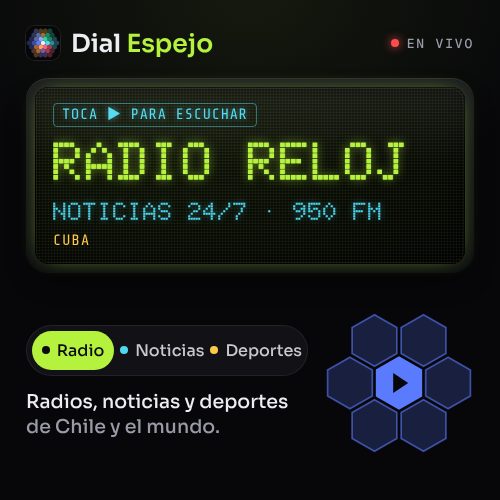 Dial Espejo
EN VIVO
TOCA ▶ PARA ESCUCHAR
RADIO RELOJ
NOTICIAS 24/7 · 950 FM
CUBA
Radio Noticias Deportes
Radios, noticias y deportes
de Chile y el mundo.